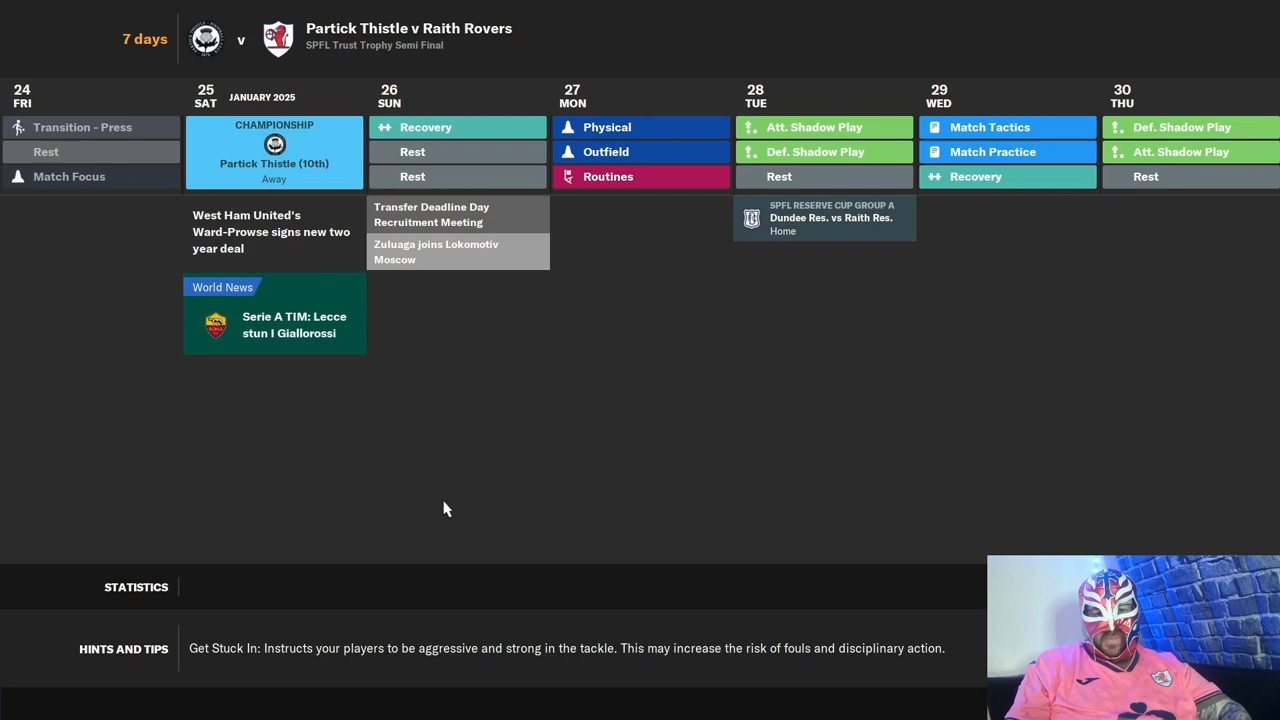 7 days
v
Partick Thistle v Raith Rovers
SPFL Trust Trophy Semi Final
24
FRI
25
SAT
JANUARY 2025
26
SUN
27
MON
28
TUE
29
WED
30
THU
Transition - Press
Rest
Match Focus
CHAMPIONSHIP
Partick Thistle (10th)
Away
Recovery
Rest
Rest
Physical
Outfield
Routines
Att. Shadow Play
Def. Shadow Play
Rest
Match Tactics
Match Practice
Recovery
Def. Shadow Play
Att. Shadow Play
Rest
West Ham United's
Ward-Prowse signs new two
year deal
World News
Serie A TIM: Lecce
stun I Giallorossi
Transfer Deadline Day
Recruitment Meeting
Zuluaga joins Lokomotiv
Moscow
SPFL RESERVE CUP GROUP A
Dundee Res. vs Raith Res.
Home
STATISTICS
HINTS AND TIPS
Get Stuck In: Instructs your players to be aggressive and strong in the tackle. This may increase the risk of fouls and disciplinary action.